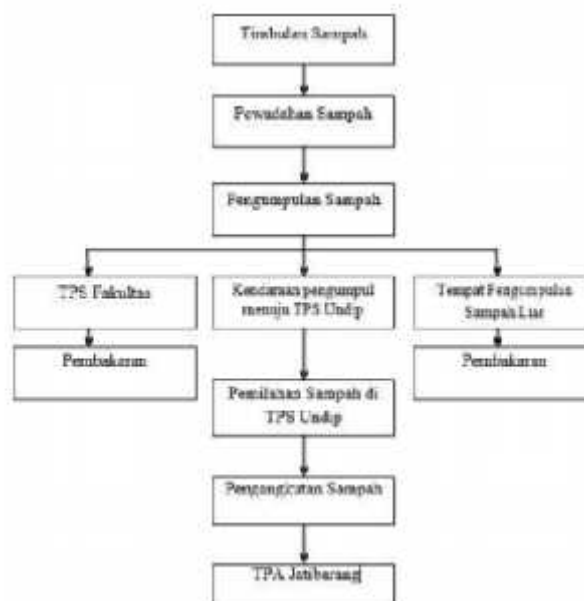 Timbulan Sampah
Pewadahan Sampah
Pengumpulan Sampah
TPS Fakultas
Kendaraan pengumpul
menuju TPS Undip
Tempat Pengumpulan
Sampah Liar
Pembakaran
Pembakaran
Pemilahan Sampah di
TPS Undip
Pengangkutan Sampah
TPA Jatibarang